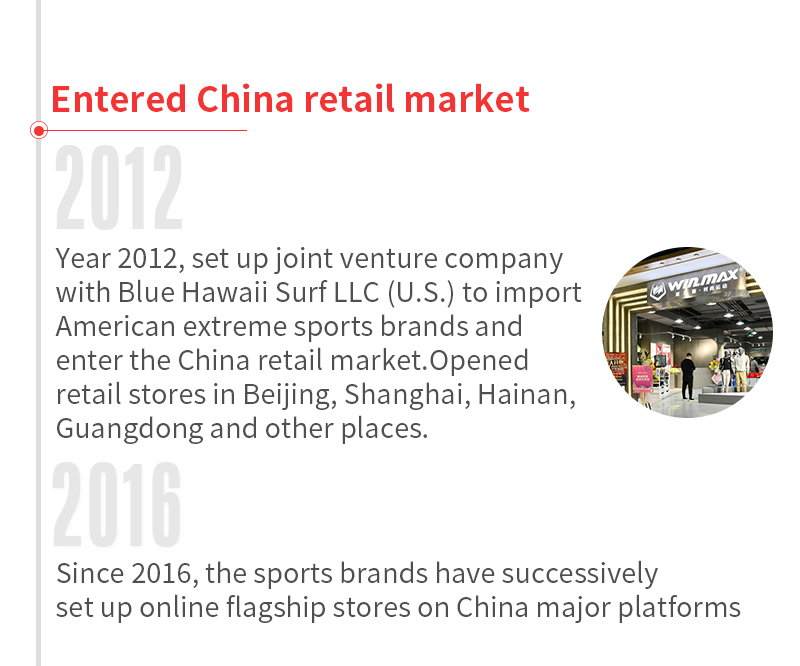 Entered China retail market
2012
Year 2012, set up joint venture company
with Blue Hawaii Surf LLC (U.S.) to import
American extreme sports brands and
enter the China retail market.Opened
retail stores in Beijing, Shanghai, Hainan,
Guangdong and other places.
WIN.MAX
2016
Since 2016, the sports brands have successively
set up online flagship stores on China major platforms